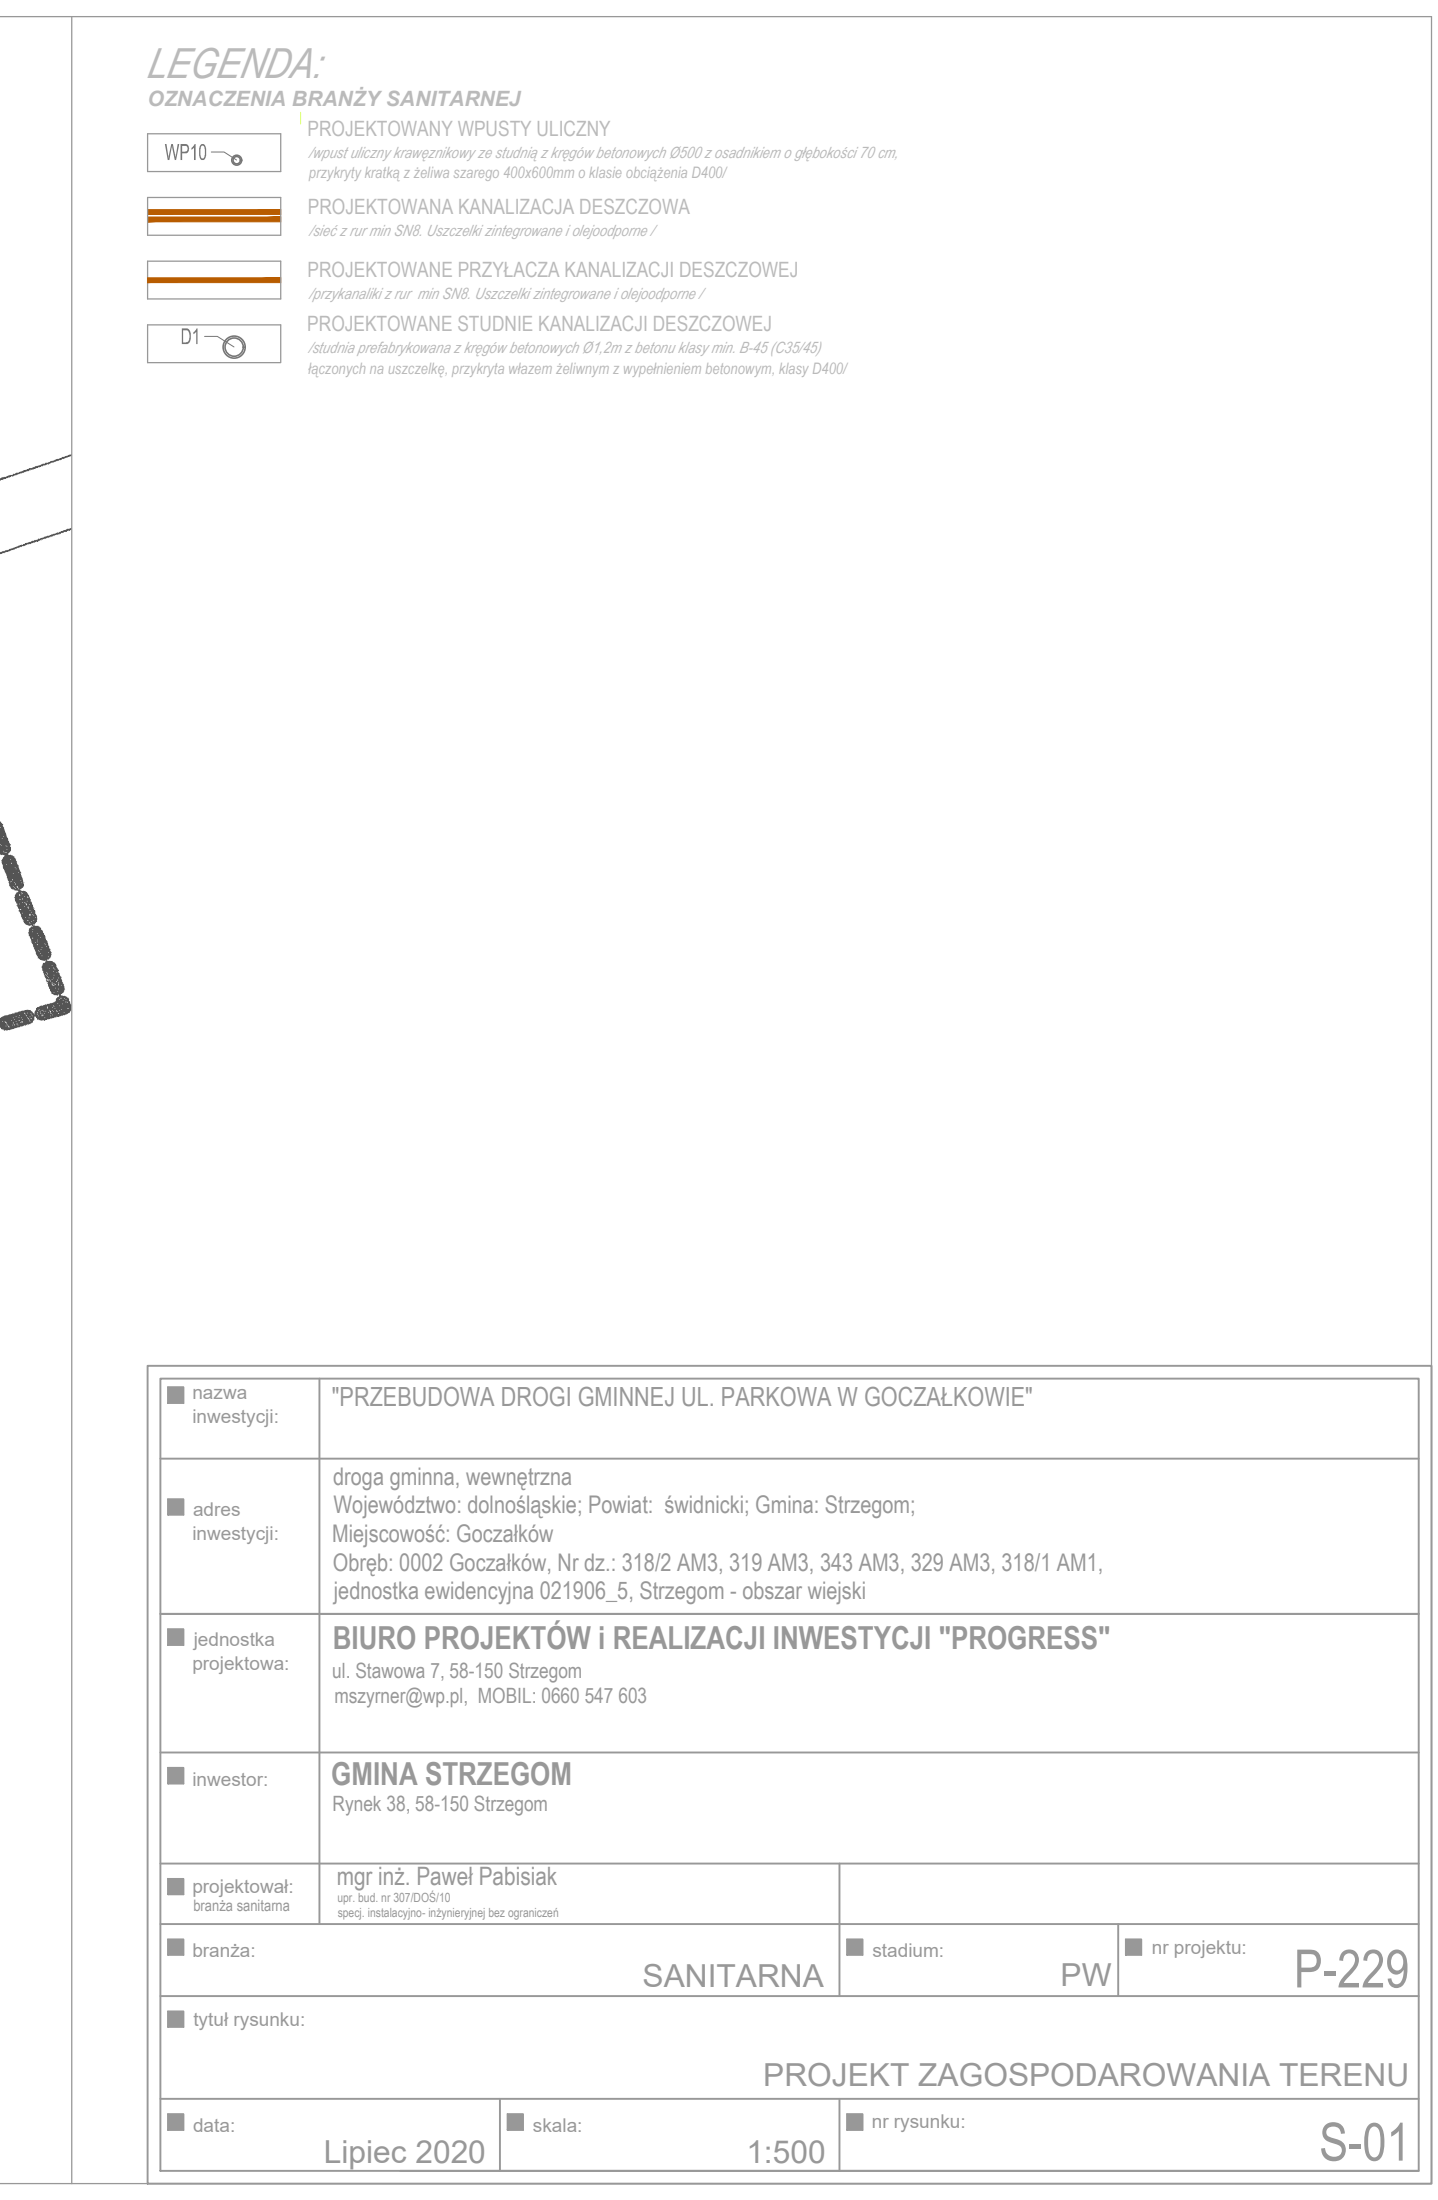 LEGENDA:
OZNACZENIA BRANŻY SANITARNEJ
WP10
PROJEKTOWANY WPUSTY ULICZNY
/wpust uliczny krawęznikowy ze studnią z kręgów betonowych Ø500 z osadnikiem o głębokości 70 cm,
przykryty kratką z żeliwa szarego 400x600mm o klasie obciążenia D400/
PROJEKTOWANA KANALIZACJA DESZCZOWA
/sieć z rur min SN8. Uszczelki zintegrowane i olejoodporne /
PROJEKTOWANE PRZYŁACZA KANALIZACJI DESZCZOWEJ
/przykanaliki z rur min SN8. Uszczelki zintegrowane i olejoodporne /
D1
PROJEKTOWANE STUDNIE KANALIZACJI DESZCZOWEJ
/studnia prefabrykowana z kręgów betonowych Ø1,2m z betonu klasy min. B-45 (C35/45)
łączonych na uszczelkę, przykryta włazem żeliwnym z wypełnieniem betonowym, klasy D400/
nazwa
inwestycji:
"PRZEBUDOWA DROGI GMINNEJ UL. PARKOWA W GOCZAŁKOWIE"
adres
inwestycji:
droga gminna, wewnętrzna
Województwo: dolnośląskie; Powiat: świdnicki; Gmina: Strzegom;
Miejscowość: Goczałków
Obręb: 0002 Goczałków, Nr dz.: 318/2 AM3, 319 AM3, 343 AM3, 329 AM3, 318/1 AM1,
jednostka ewidencyjna 021906_5, Strzegom - obszar wiejski
jednostka
projektowa:
BIURO PROJEKTÓW i REALIZACJI INWESTYCJI "PROGRESS"
ul. Stawowa 7, 58-150 Strzegom
mszyrner@wp.pl, MOBIL: 0660 547 603
inwestor:
GMINA STRZEGOM
Rynek 38, 58-150 Strzegom
projektował:
branża sanitarna
mgr inż. Paweł Pabisiak
upr. bud. nr 307/DOŚ/10
specj. instalacyjno- inżynieryjnej bez ograniczeń
branża:
SANITARNA
stadium:
PW
nr projektu:
P-229
tytuł rysunku:
PROJEKT ZAGOSPODAROWANIA TERENU
data:
Lipiec 2020
skala:
1:500
nr rysunku:
S-01